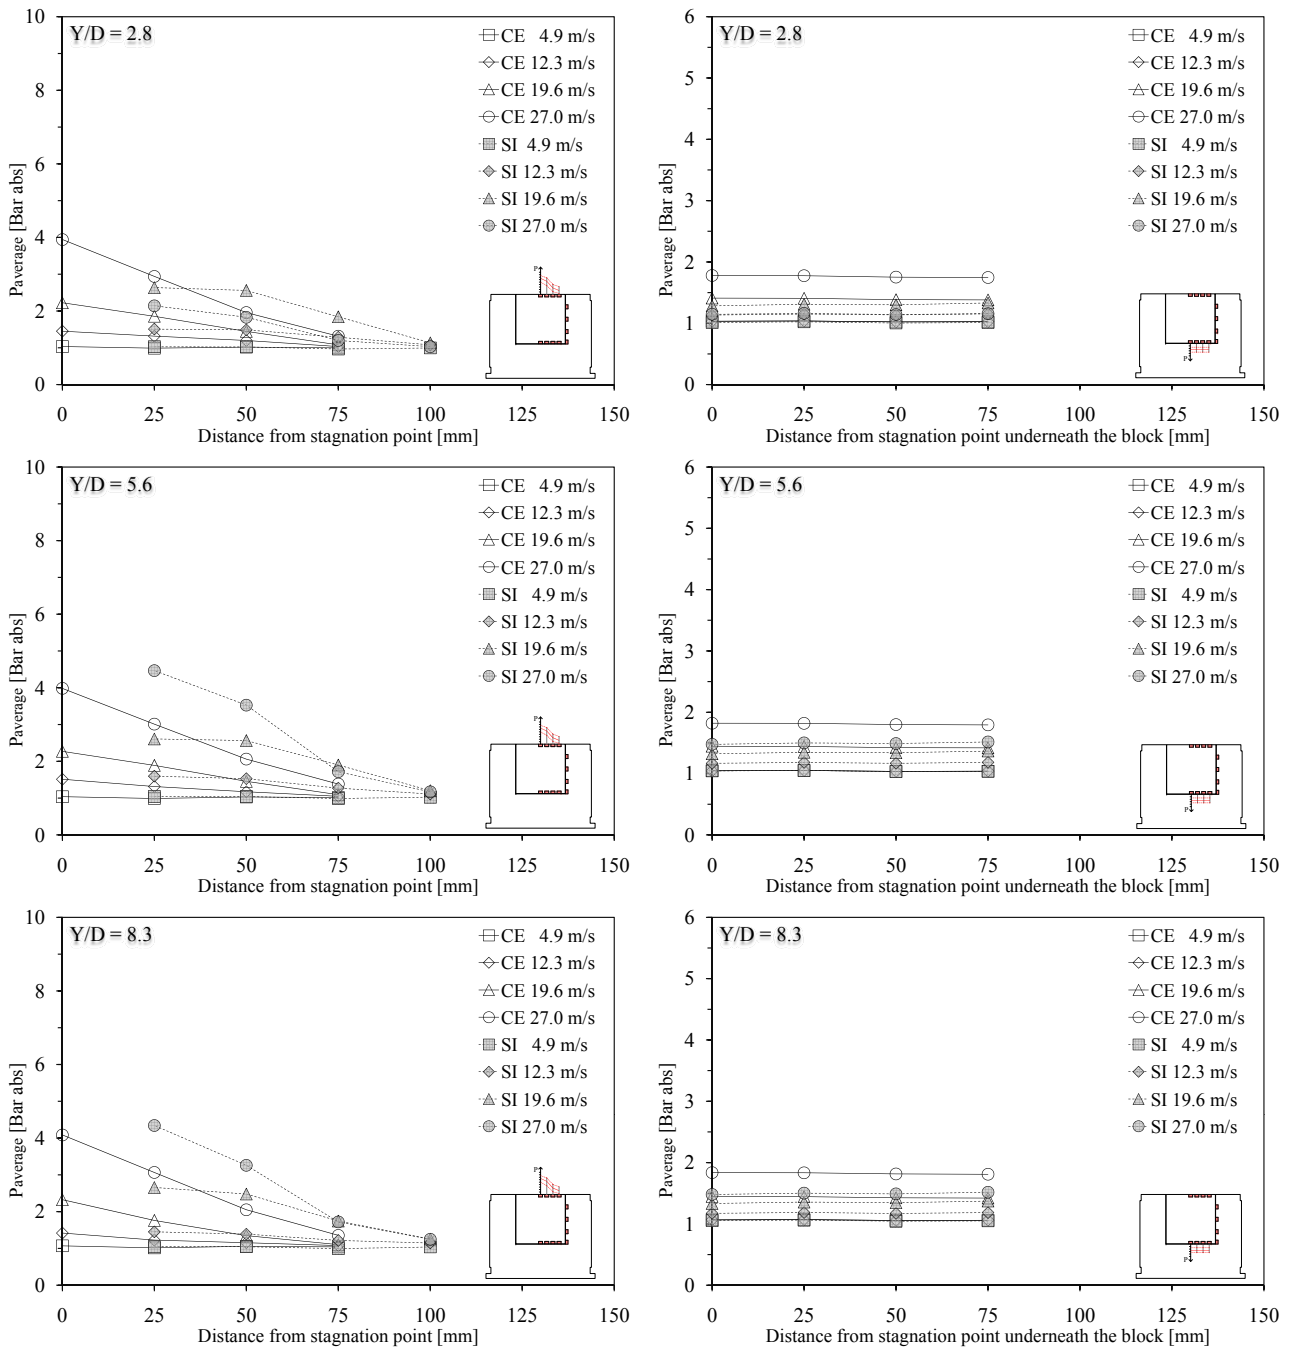 Y/D = 2.8
CE 4.9 m/s
CE 12.3 m/s
CE 19.6 m/s
CE 27.0 m/s
SI 4.9 m/s
SI 12.3 m/s
SI 19.6 m/s
SI 27.0 m/s
Paverage [Bar abs]
10
8
6
4
2
0
P
0 25 50 75 100 125 150
Distance from stagnation point [mm]
Y/D = 2.8
CE 4.9 m/s
CE 12.3 m/s
CE 19.6 m/s
CE 27.0 m/s
SI 4.9 m/s
SI 12.3 m/s
SI 19.6 m/s
SI 27.0 m/s
Paverage [Bar abs]
6
5
4
3
2
1
0
P
0 25 50 75 100 125 150
Distance from stagnation point underneath the block [mm]
Y/D = 5.6
CE 4.9 m/s
CE 12.3 m/s
CE 19.6 m/s
CE 27.0 m/s
SI 4.9 m/s
SI 12.3 m/s
SI 19.6 m/s
SI 27.0 m/s
Paverage [Bar abs]
10
8
6
4
2
0
P
0 25 50 75 100 125 150
Distance from stagnation point [mm]
Y/D = 5.6
CE 4.9 m/s
CE 12.3 m/s
CE 19.6 m/s
CE 27.0 m/s
SI 4.9 m/s
SI 12.3 m/s
SI 19.6 m/s
SI 27.0 m/s
Paverage [Bar abs]
6
5
4
3
2
1
0
P
0 25 50 75 100 125 150
Distance from stagnation point underneath the block [mm]
Y/D = 8.3
CE 4.9 m/s
CE 12.3 m/s
CE 19.6 m/s
CE 27.0 m/s
SI 4.9 m/s
SI 12.3 m/s
SI 19.6 m/s
SI 27.0 m/s
Paverage [Bar abs]
10
8
6
4
2
0
P
0 25 50 75 100 125 150
Distance from stagnation point [mm]
Y/D = 8.3
CE 4.9 m/s
CE 12.3 m/s
CE 19.6 m/s
CE 27.0 m/s
SI 4.9 m/s
SI 12.3 m/s
SI 19.6 m/s
SI 27.0 m/s
Paverage [Bar abs]
6
5
4
3
2
1
0
P
0 25 50 75 100 125 150
Distance from stagnation point underneath the block [mm]